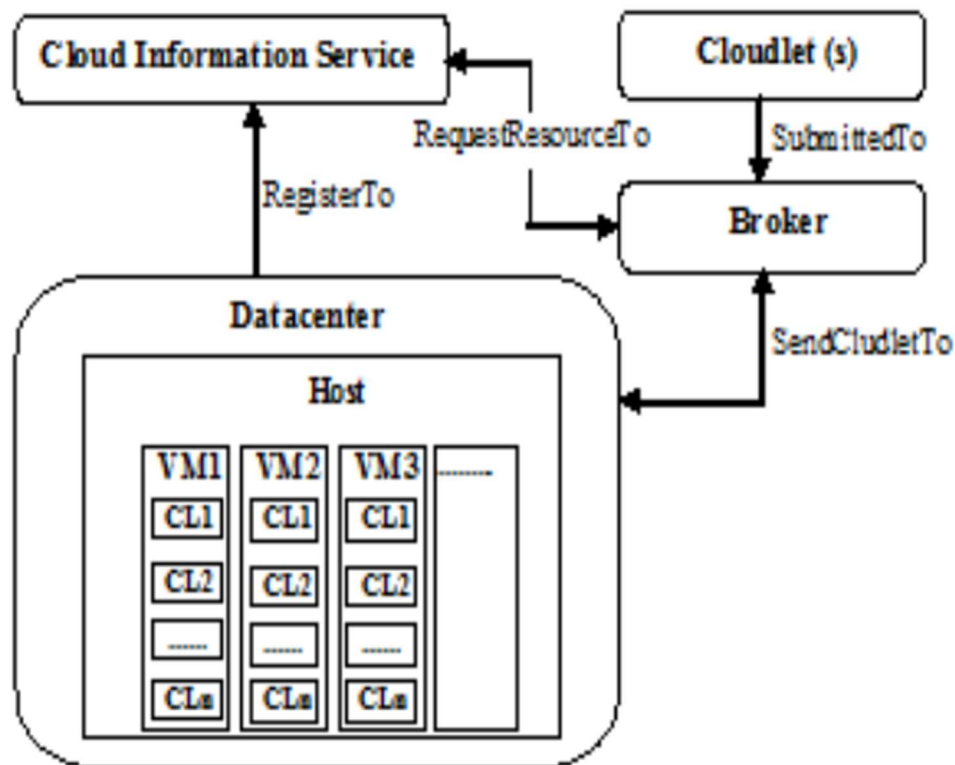 Cloud Information Service
Cloudlet (s)
RequestResourceTo
SubmittedTo
RegisterTo
Broker
Datacenter
SendCludletTo
Host
VM1 VM2 VM3 ---------
CL1 CL1 CL1
CL2 CL2 CL2
...... ...... ......
CLn CLn CLn